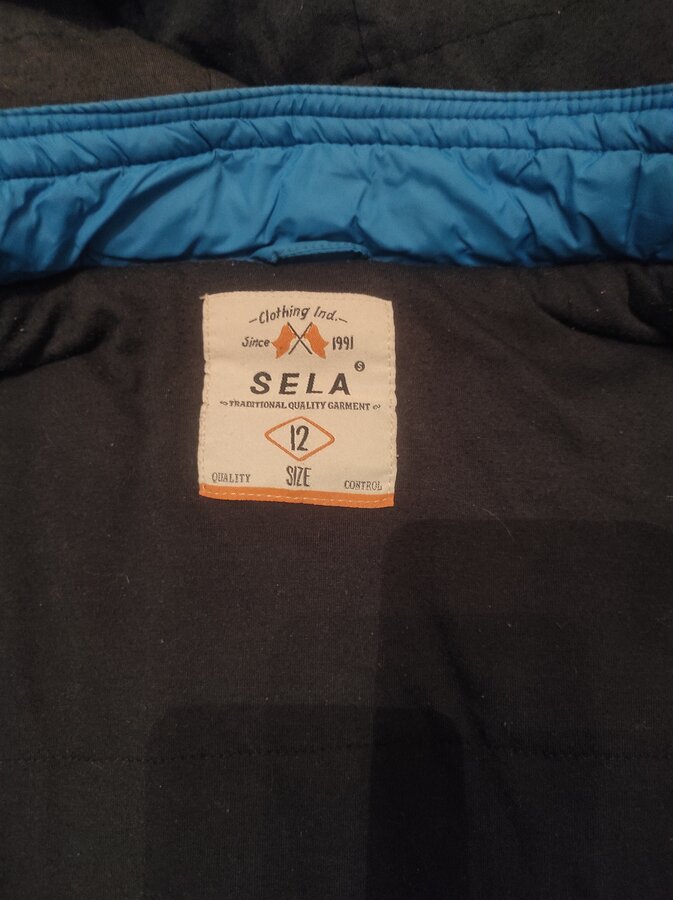 Clothing Ind.
Since 1991
S
SELA
TRADITIONAL QUALITY GARMENT
12
SIZE
QUALITY CONTROL